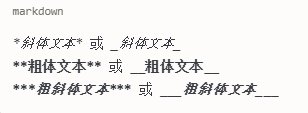 markdown
*斜体文本* 或 _斜体文本_
**粗体文本** 或 __粗体文本__
***粗斜体文本*** 或 ___粗斜体文本___